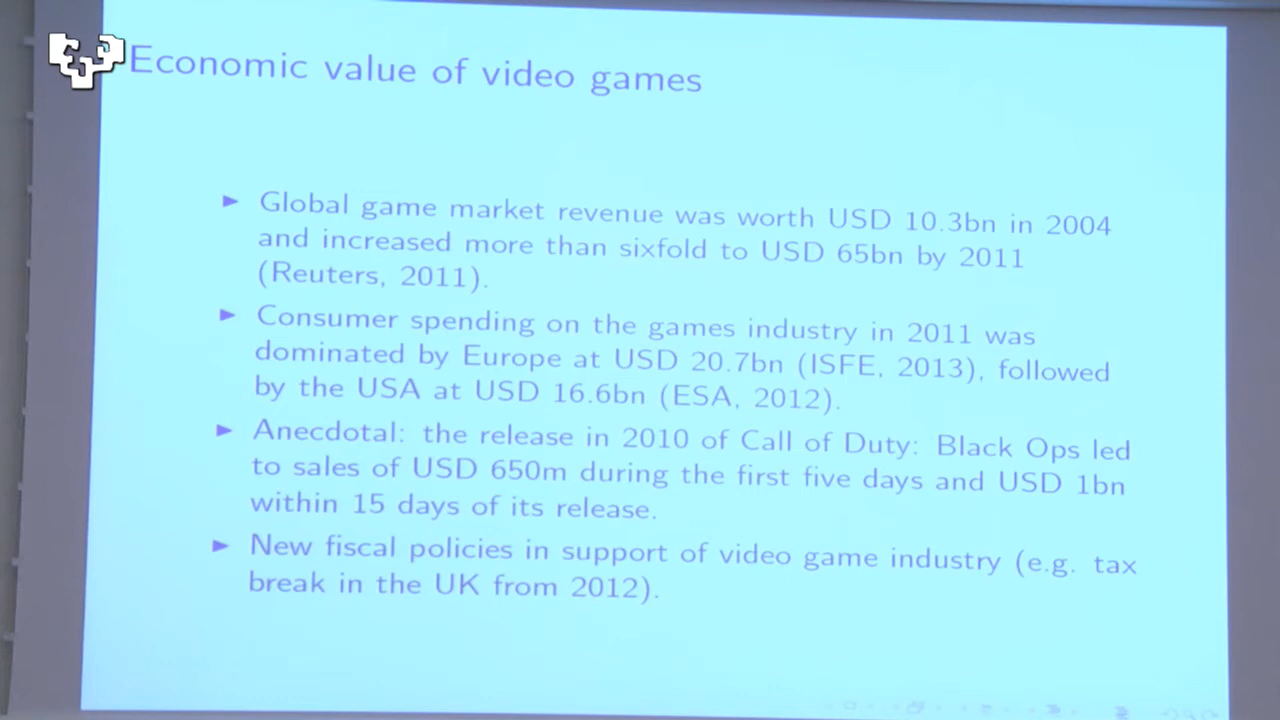 Economic value of video games
► Global game market revenue was worth USD 10.3bn in 2004
and increased more than sixfold to USD 65bn by 2011
(Reuters, 2011).
► Consumer spending on the games industry in 2011 was
dominated by Europe at USD 20.7bn (ISFE, 2013), followed
by the USA at USD 16.6bn (ESA, 2012).
► Anecdotal: the release in 2010 of Call of Duty: Black Ops led
to sales of USD 650m during the first five days and USD 1bn
within 15 days of its release.
► New fiscal policies in support of video game industry (e.g. tax
break in the UK from 2012).